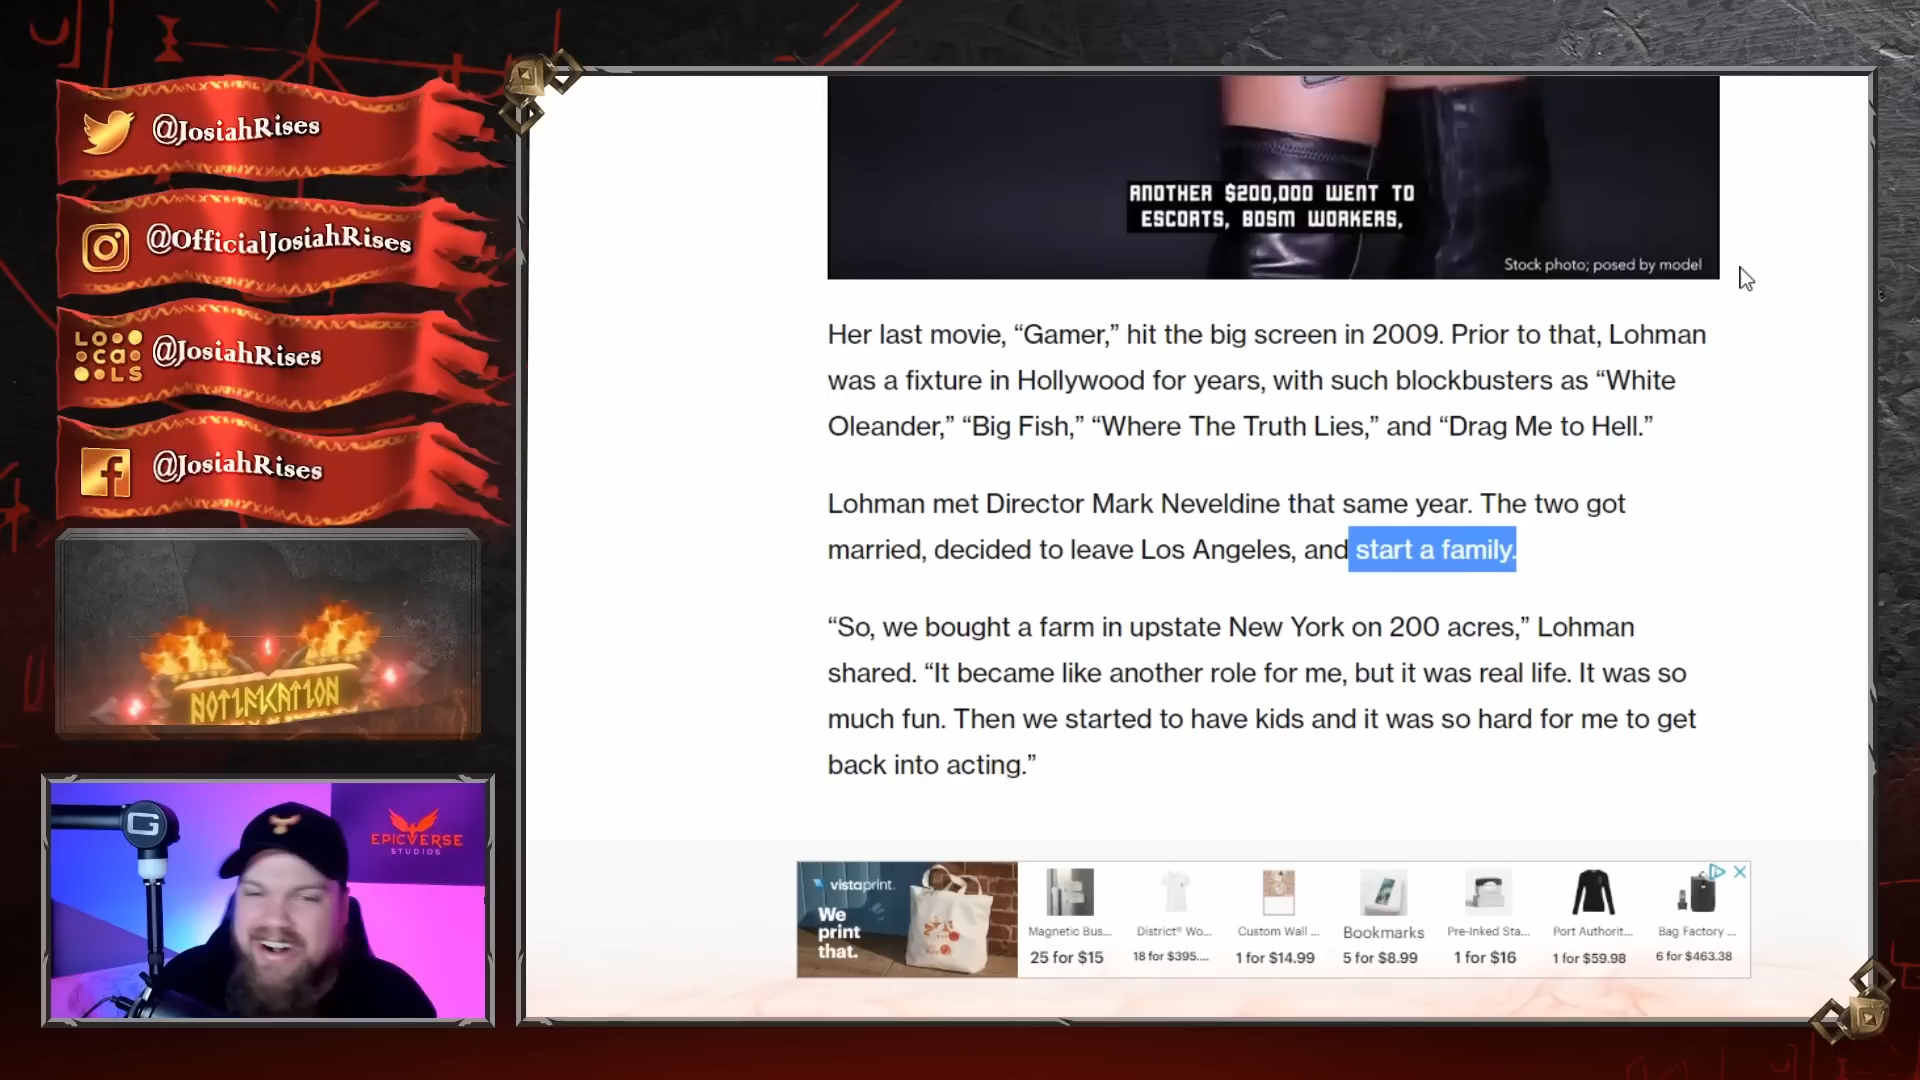 @JosiahRises
@OfficialJosiahRises
LO
ca
LS
@JosiahRises
@JosiahRises
NOTIFICATION
G
EPICVERSE
STUDIOS
ANOTHER $200,000 WENT TO
ESCORTS, BDSM WORKERS,
Stock photo; posed by model
Her last movie, “Gamer,” hit the big screen in 2009. Prior to that, Lohman
was a fixture in Hollywood for years, with such blockbusters as “White
Oleander,” “Big Fish,” “Where The Truth Lies,” and “Drag Me to Hell.”
Lohman met Director Mark Neveldine that same year. The two got
married, decided to leave Los Angeles, and start a family.
“So, we bought a farm in upstate New York on 200 acres,” Lohman
shared. “It became like another role for me, but it was real life. It was so
much fun. Then we started to have kids and it was so hard for me to get
back into acting.”
vistaprint.
We
print
that.
Magnetic Bus...
25 for $15
District® Wo...
18 for $395....
Custom Wall ...
1 for $14.99
Bookmarks
5 for $8.99
Pre-Inked Sta...
1 for $16
Port Authorit...
1 for $59.98
Bag Factory ...
6 for $463.38